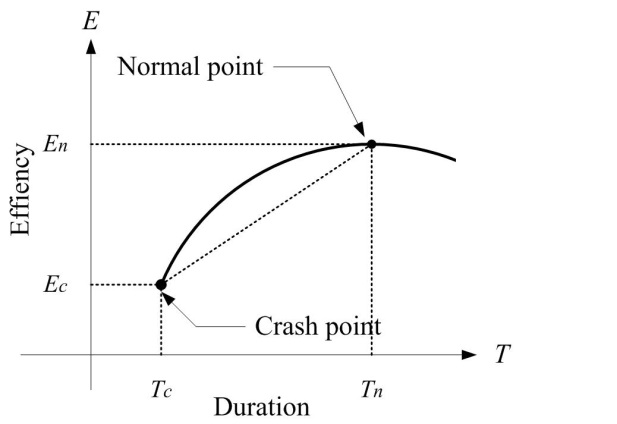 E
Normal point
En
Effiency
Ec
Crash point
T
Tc
Tn
Duration